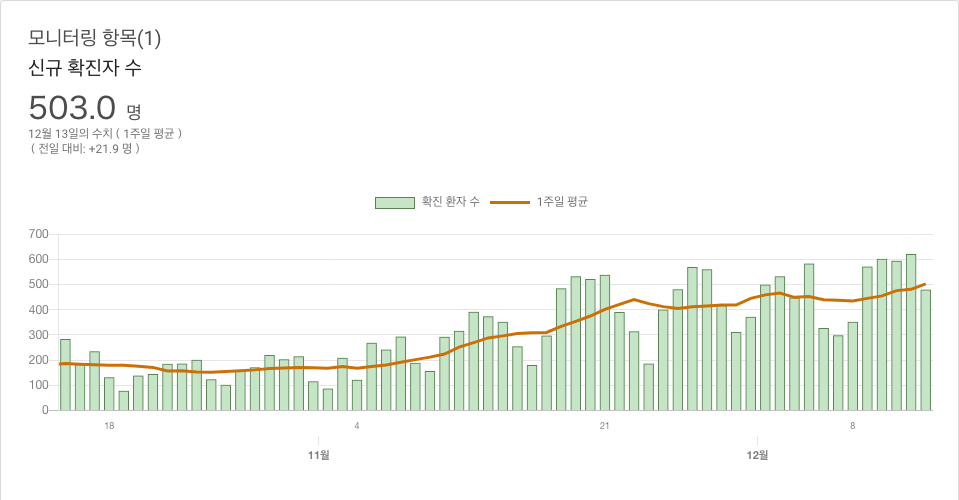 모니터링 항목(1)
신규 확진자 수
503.0 명
12월 13일의 수치 ( 1주일 평균 )
( 전일 대비: +21.9 명 )
확진 환자 수 1주일 평균
700
600
500
400
300
200
100
0
18 4 21 8
11월 12월